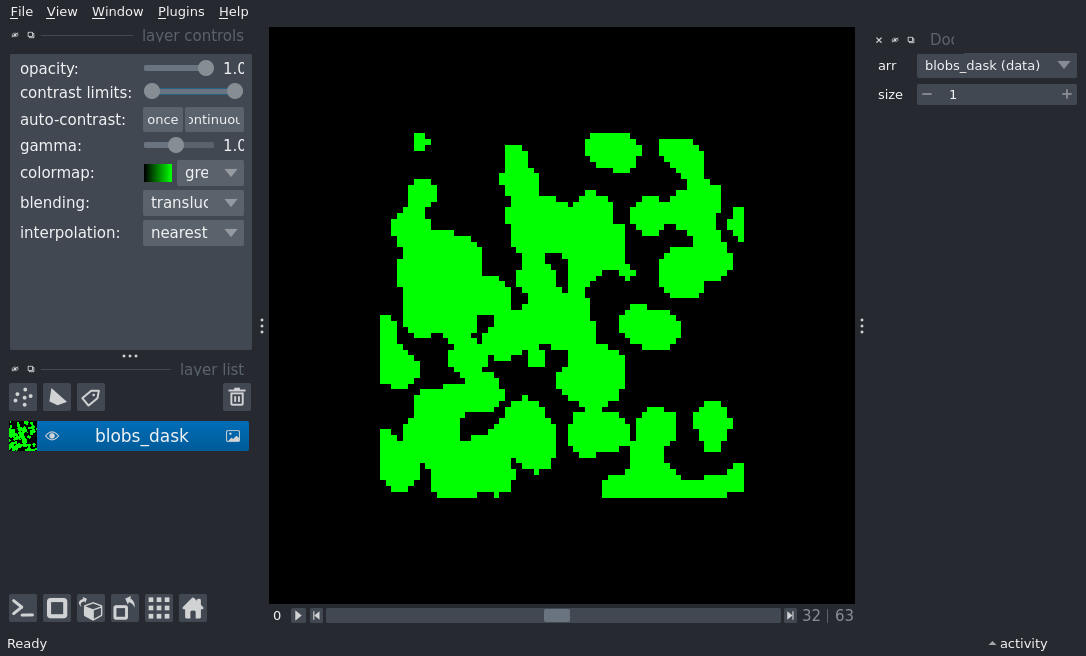 File View Window Plugins Help
layer controls
opacity: 1.0
contrast limits:
auto-contrast: once ontinuou
gamma: 1.0
colormap: gre
blending: transluc
interpolation: nearest
layer list
blobs_dask
0 32 | 63
Ready
activity
Doc
arr blobs_dask (data)
size 1